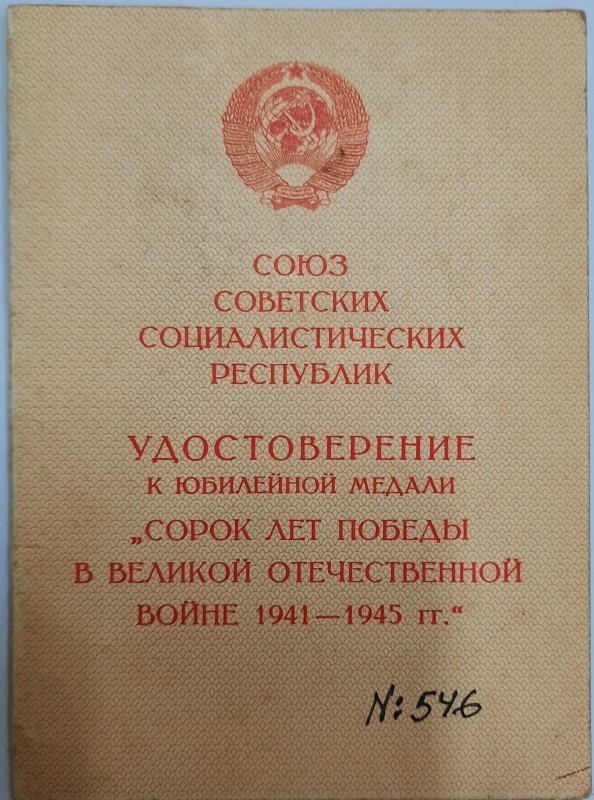 СОЮЗ
СОВЕТСКИХ
СОЦИАЛИСТИЧЕСКИХ
РЕСПУБЛИК
УДОСТОВЕРЕНИЕ
К ЮБИЛЕЙНОЙ МЕДАЛИ
„СОРОК ЛЕТ ПОБЕДЫ
В ВЕЛИКОЙ ОТЕЧЕСТВЕННОЙ
ВОЙНЕ 1941—1945 гг.“
N: 546